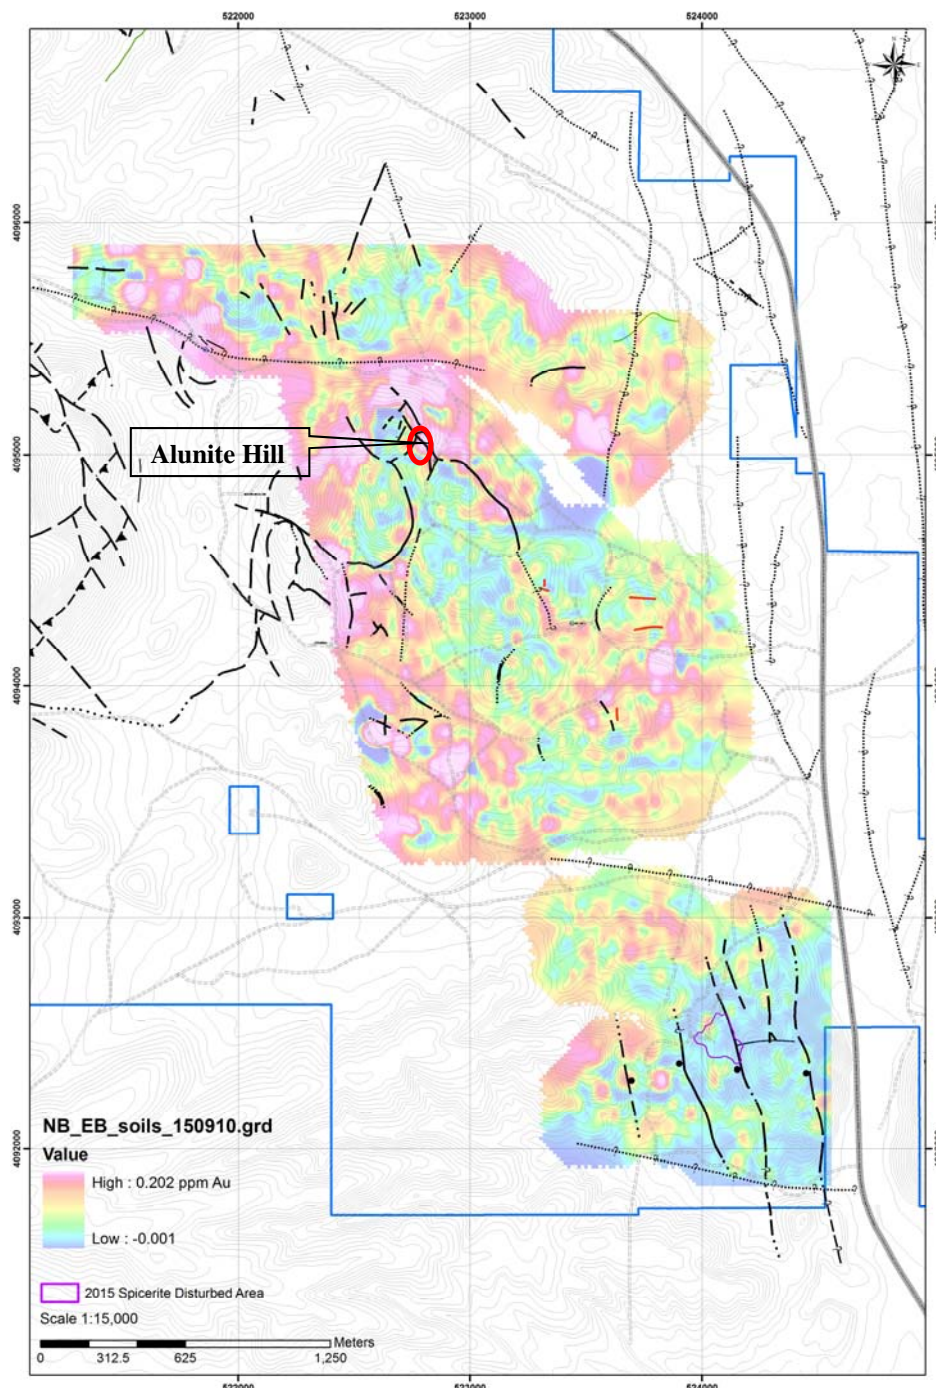 522000 523000 524000
4096000
4095000
Alunite Hill
4094000
4093000
4092000
NB_EB_soils_150910.grd
Value
High : 0.202 ppm Au
Low : -0.001
2015 Spicerite Disturbed Area
Scale 1:15,000
Meters
0 312.5 625 1,250